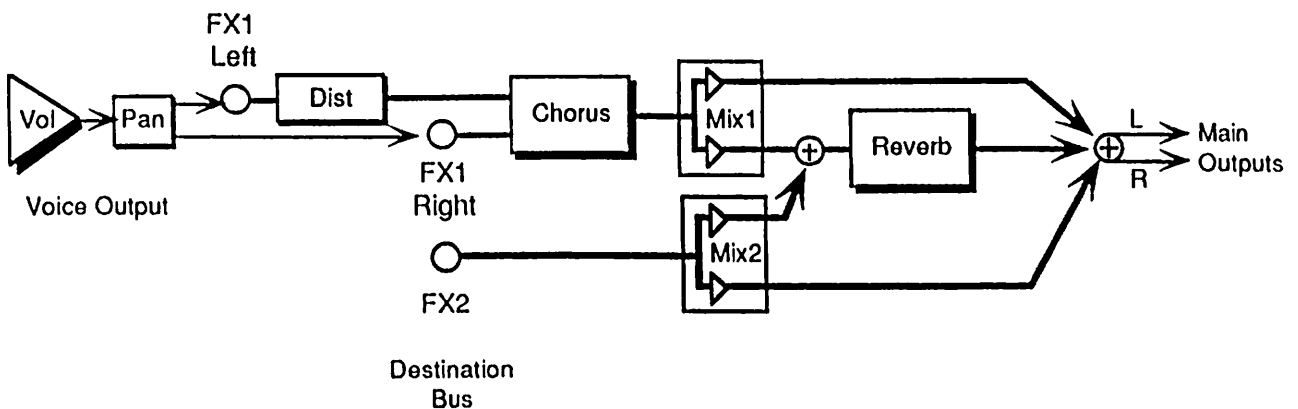 FX1
Left
Vol
Pan
Dist
Chorus
Mix1
Reverb
L
R
Main
Outputs
FX1
Right
Voice Output
Mix2
FX2
Destination
Bus